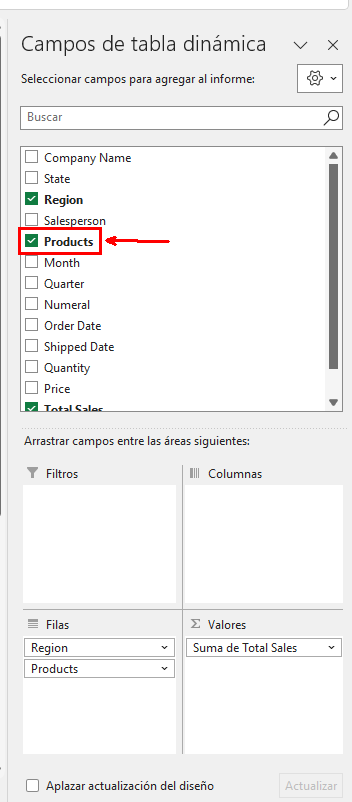 Campos de tabla dinámica
Seleccionar campos para agregar al informe:
Buscar
Company Name
State
Region
Salesperson
Products
Month
Quarter
Numeral
Order Date
Shipped Date
Quantity
Price
Total Sales
Arrastrar campos entre las áreas siguientes:
Filtros
Columnas
Filas
Valores
Region
Suma de Total Sales
Products
Aplazar actualización del diseño
Actualizar